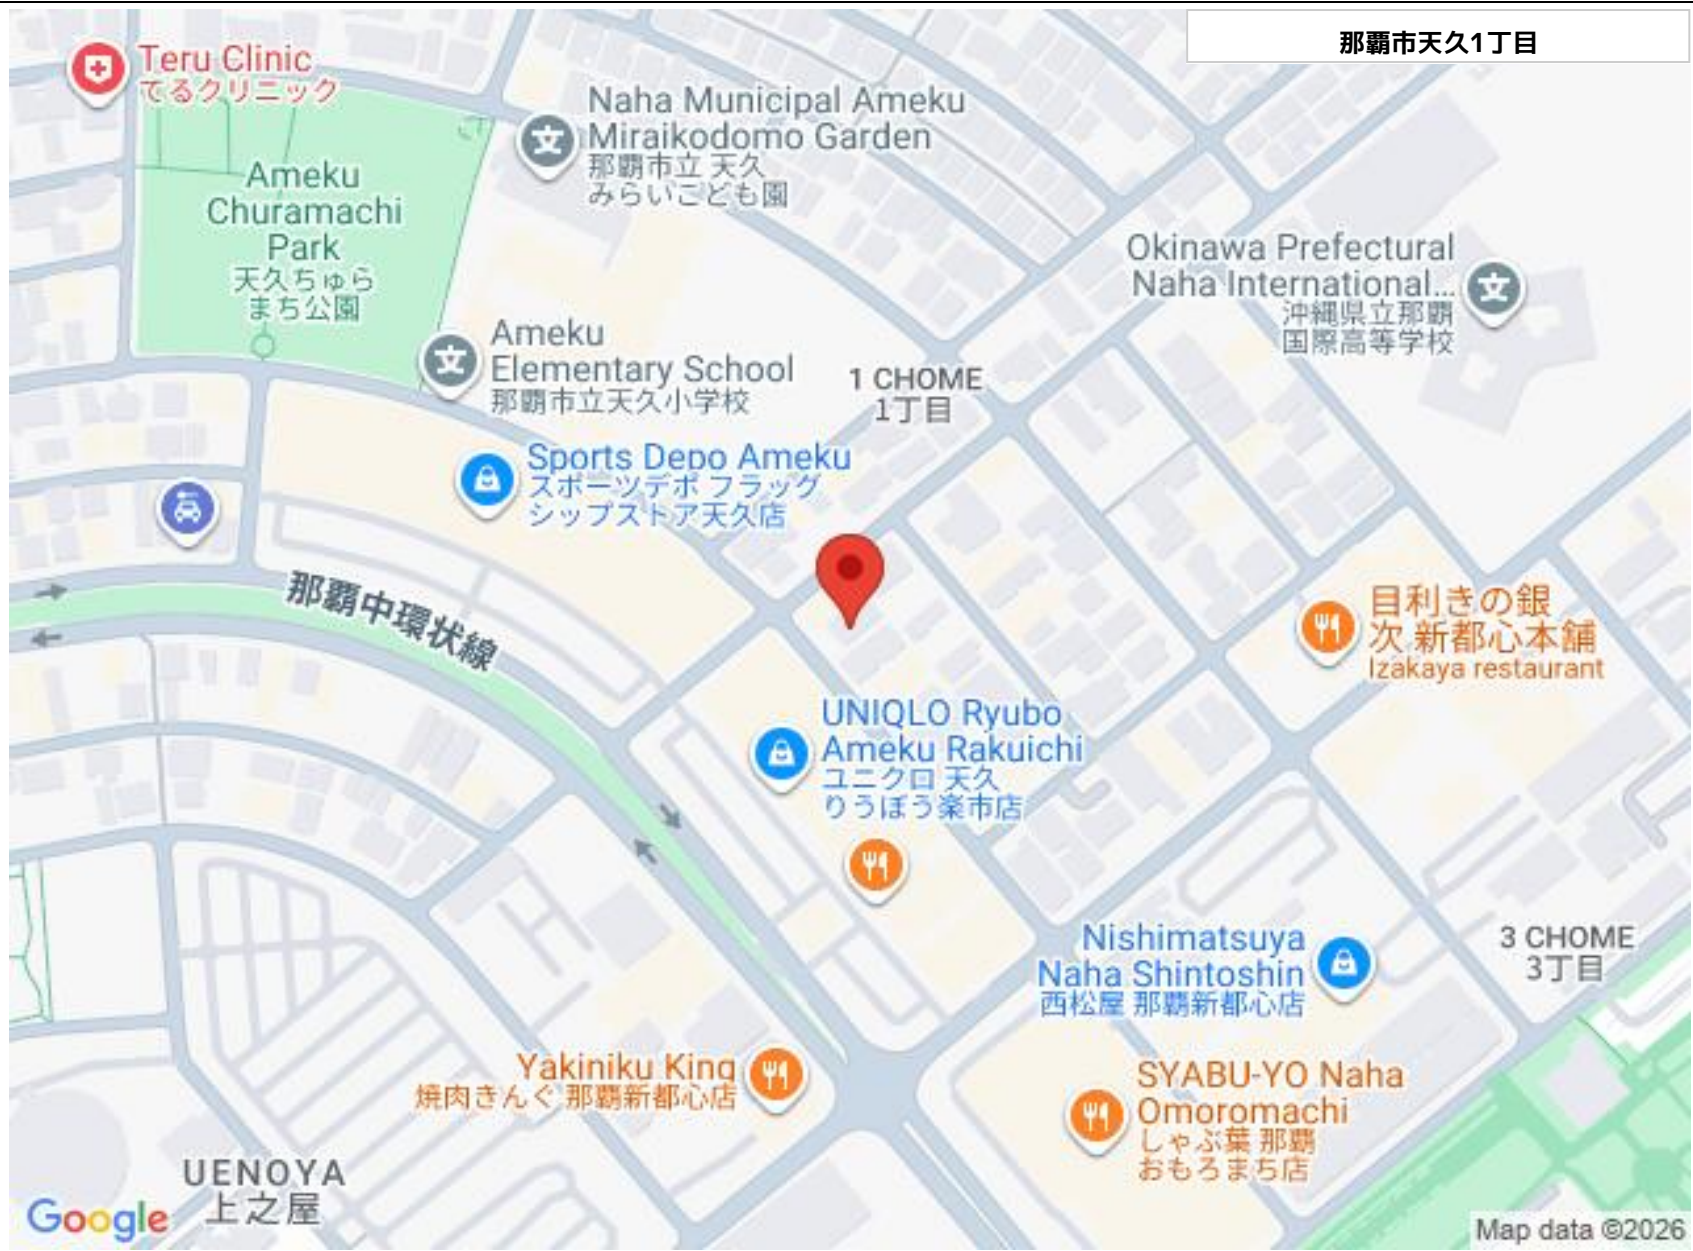 那覇市天久1丁目
Teru Clinic
てるクリニック
Naha Municipal Ameku
Miraikodomo Garden
那覇市立 天久
みらいこども園
Ameku
Churamachi
Park
天久ちゅら
まち公園
Okinawa Prefectural
Naha International...
沖縄県立那覇
国際高等学校
Ameku
Elementary School
那覇市立天久小学校
1 CHOME
1丁目
Sports Depo Ameku
スポーツデポ フラッグ
シップストア天久店
那覇中環状線
目利きの銀
次 新都心本舗
Izakaya restaurant
UNIQLO Ryubo
Ameku Rakuichi
ユニクロ 天久
りうぼう楽市店
Nishimatsuya
Naha Shintoshin
西松屋 那覇新都心店
3 CHOME
3丁目
Yakiniku King
焼肉きんぐ 那覇新都心店
SYABU-YO Naha
Omoromachi
しゃぶ葉 那覇
おもろまち店
UENOYA
上之屋
Google
Map data ©2026